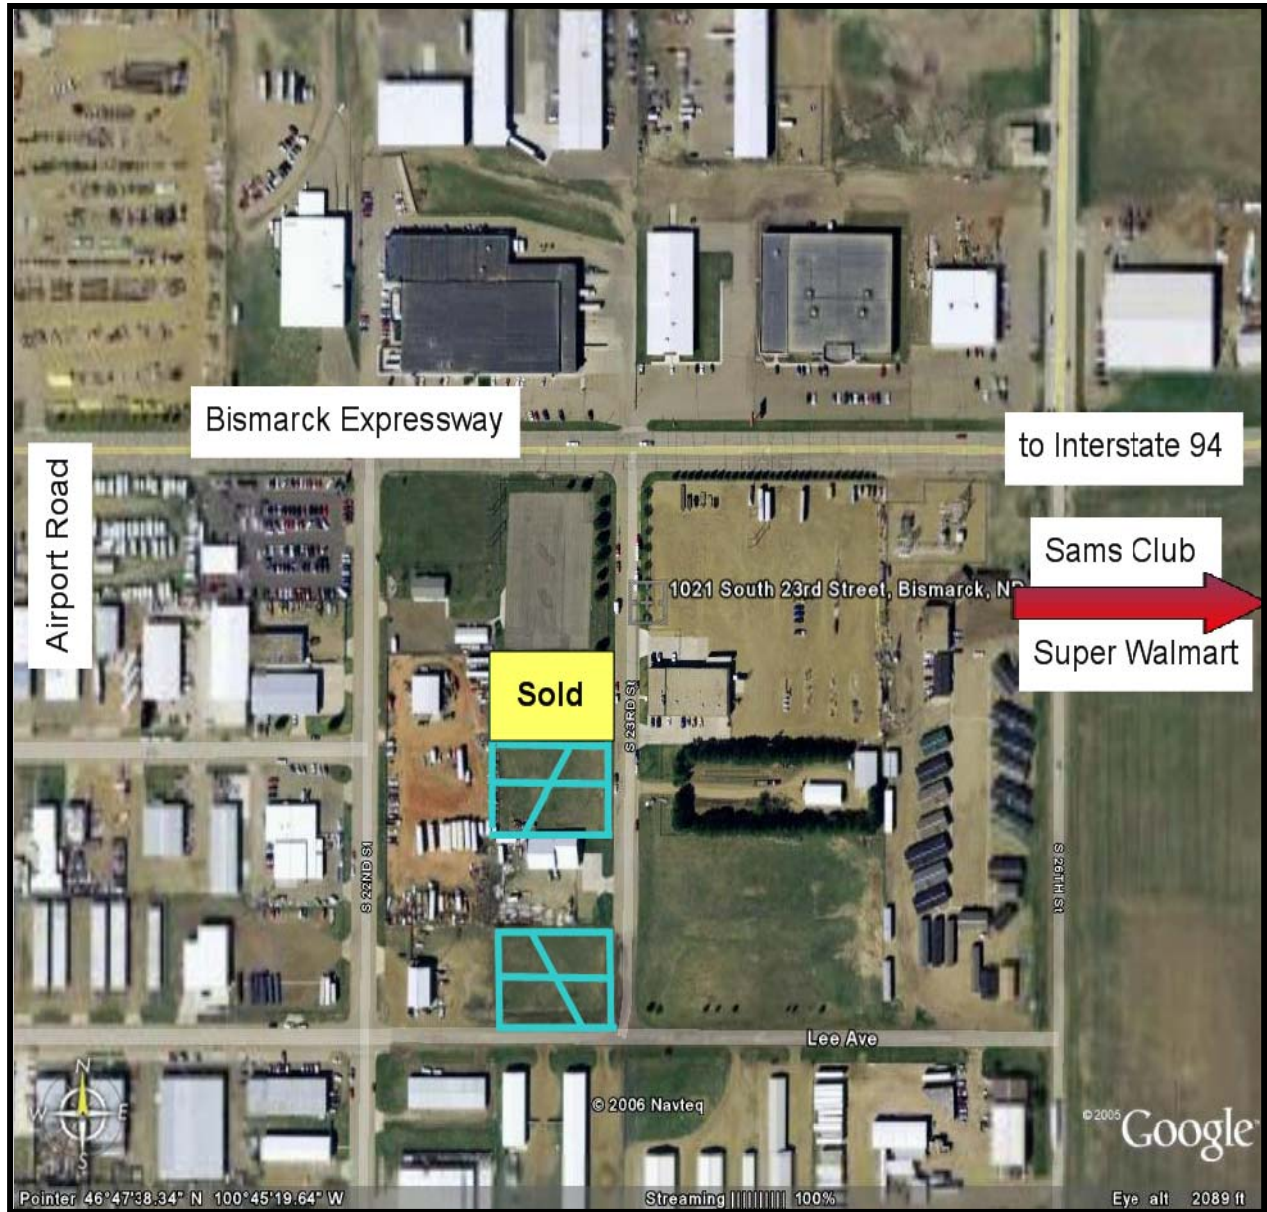 Bismarck Expressway
to Interstate 94
Airport Road
Sams Club
1021 South 23rd Street, Bismarck, ND
Super Walmart
Sold
S 23RD St
S 22ND St
S 26TH St
Lee Ave
N
W E
S
© 2006 Navteq
©2005 Google
Pointer 46°47'38.34" N 100°45'19.64" W Streaming |||||||||| 100% Eye alt 2089 ft